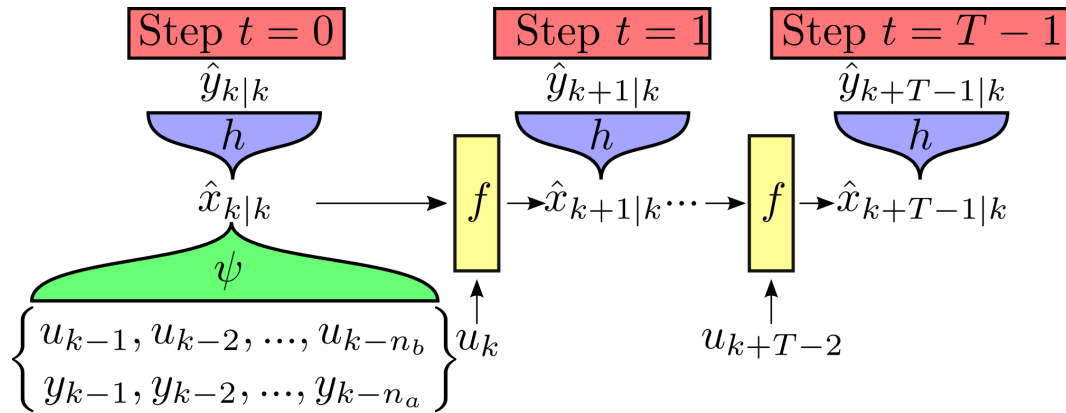 Step t = 0 Step t = 1 Step t = T − 1
ŷ_{k|k} ŷ_{k+1|k} ŷ_{k+T−1|k}
h h h
x̂_{k|k} f x̂_{k+1|k} ... f x̂_{k+T−1|k}
ψ
u_{k−1}, u_{k−2}, ..., u_{k−n_b} u_k u_{k+T−2}
y_{k−1}, y_{k−2}, ..., y_{k−n_a}